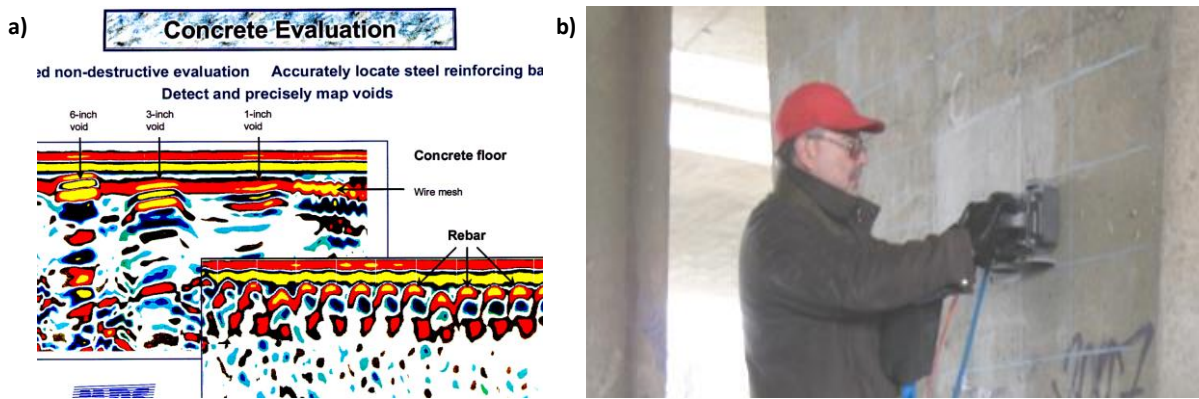 a)
Concrete Evaluation
ed non-destructive evaluation Accurately locate steel reinforcing ba
Detect and precisely map voids
6-inch void
3-inch void
1-inch void
Concrete floor
Wire mesh
Rebar
b)